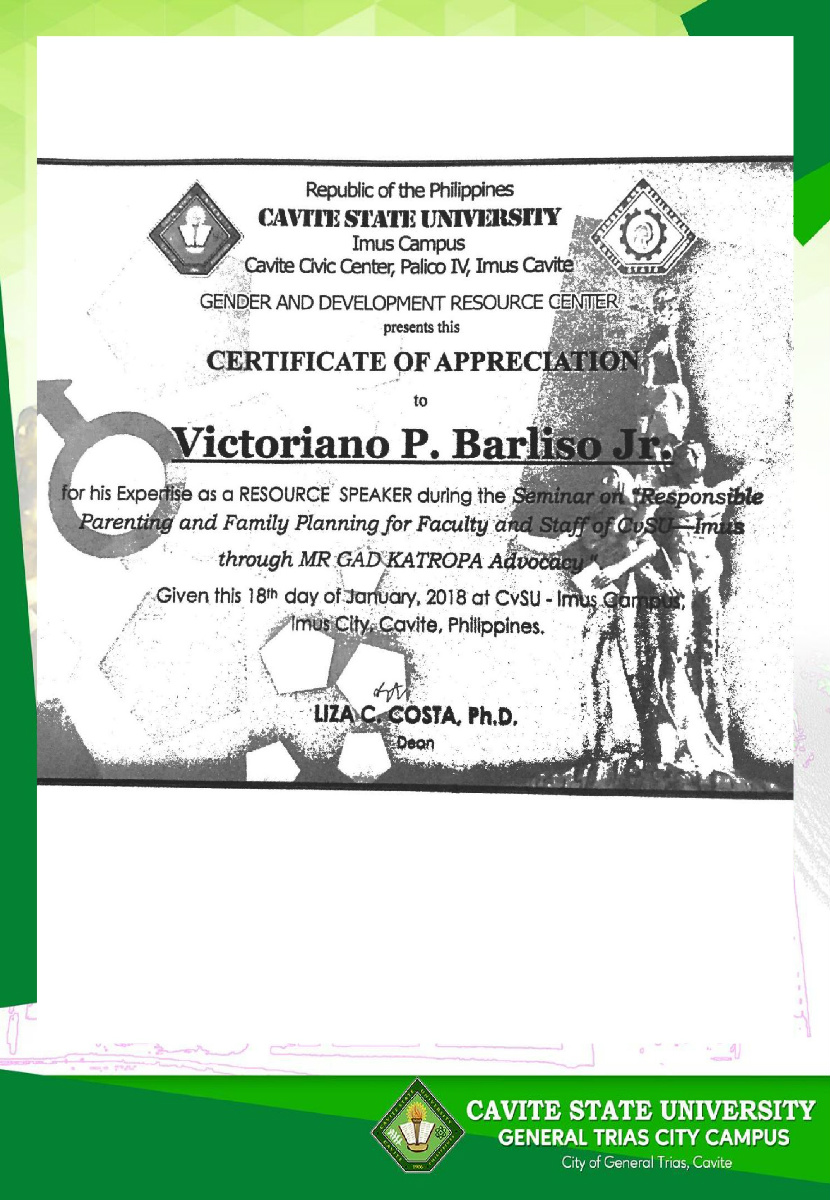 Republic of the Philippines
CAVITE STATE UNIVERSITY
Imus Campus
Cavite Civic Center, Palico IV, Imus Cavite
GENDER AND DEVELOPMENT RESOURCE CENTER
presents this
CERTIFICATE OF APPRECIATION
to
Victoriano P. Barliso Jr.
for his Expertise as a RESOURCE SPEAKER during the Seminar on "Responsible
Parenting and Family Planning for Faculty and Staff of CvSU—Imus
through MR GAD KATROPA Advocacy"
Given this 18th day of January, 2018 at CvSU - Imus Campus,
Imus City, Cavite, Philippines.
LIZA C. COSTA, Ph.D.
Dean
CAVITE STATE UNIVERSITY
GENERAL TRIAS CITY CAMPUS
City of General Trias, Cavite